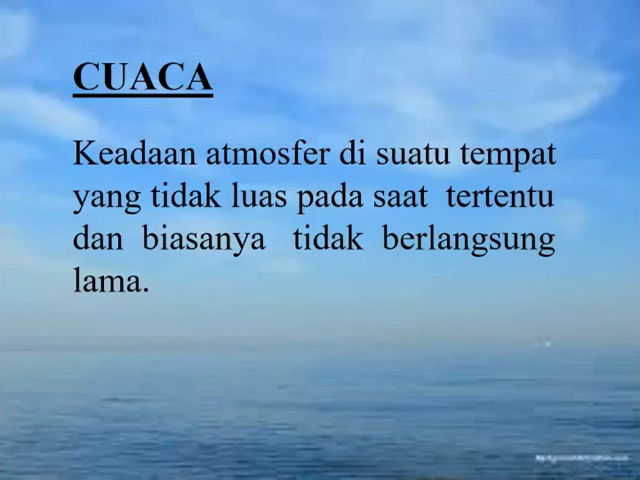 CUACA
Keadaan atmosfer di suatu tempat
yang tidak luas pada saat tertentu
dan biasanya tidak berlangsung
lama.